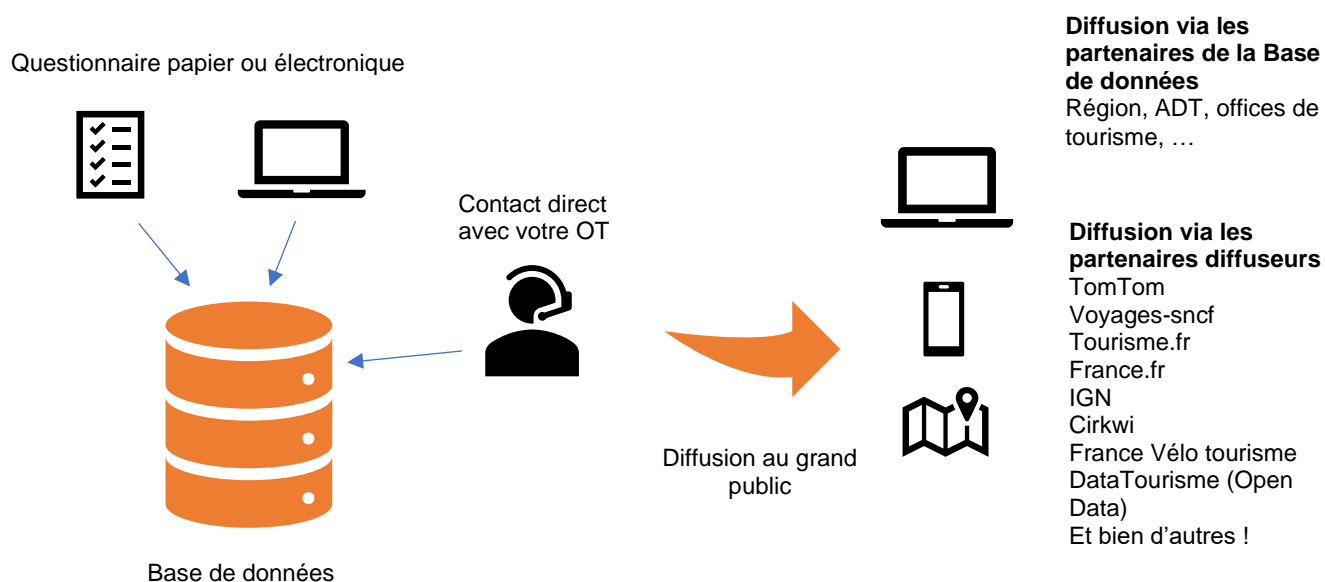 Questionnaire papier ou électronique
Contact direct
avec votre OT
Base de données
Diffusion au grand
public
Diffusion via les
partenaires de la Base
de données
Région, ADT, offices de
tourisme, …
Diffusion via les
partenaires diffuseurs
TomTom
Voyages-sncf
Tourisme.fr
France.fr
IGN
Cirkwi
France Vélo tourisme
DataTourisme (Open
Data)
Et bien d’autres !